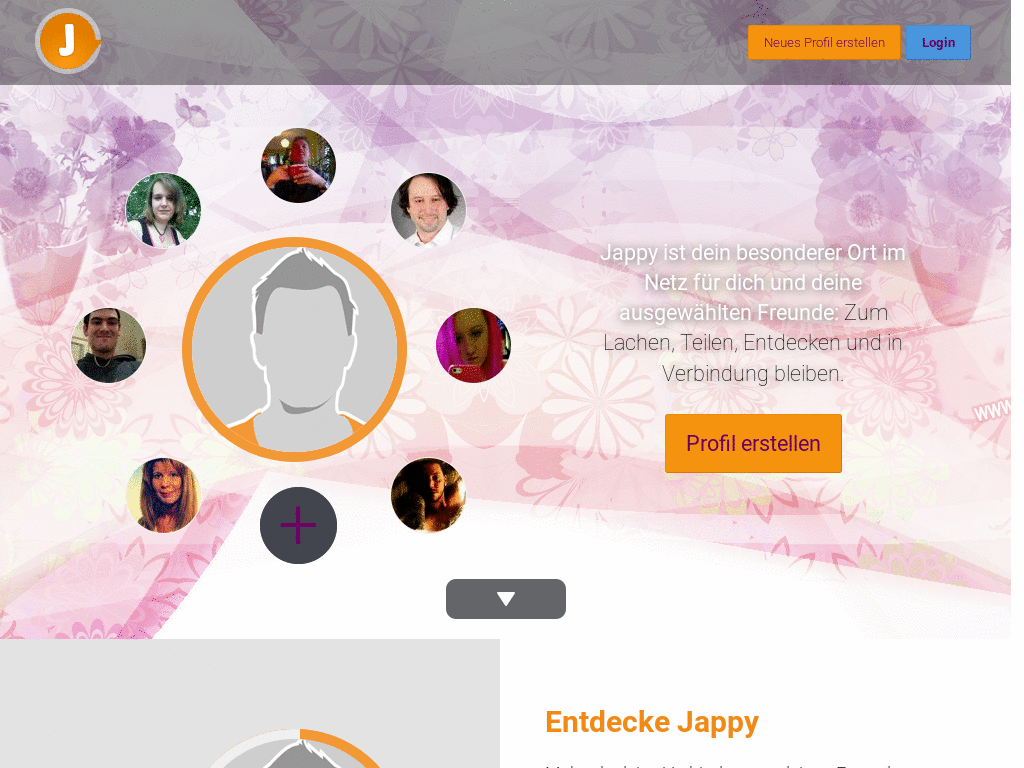 J
Neues Profil erstellen
Login
Jappy ist dein besonderer Ort im
Netz für dich und deine
ausgewählten Freunde: Zum
Lachen, Teilen, Entdecken und in
Verbindung bleiben.
www
Profil erstellen
Entdecke Jappy